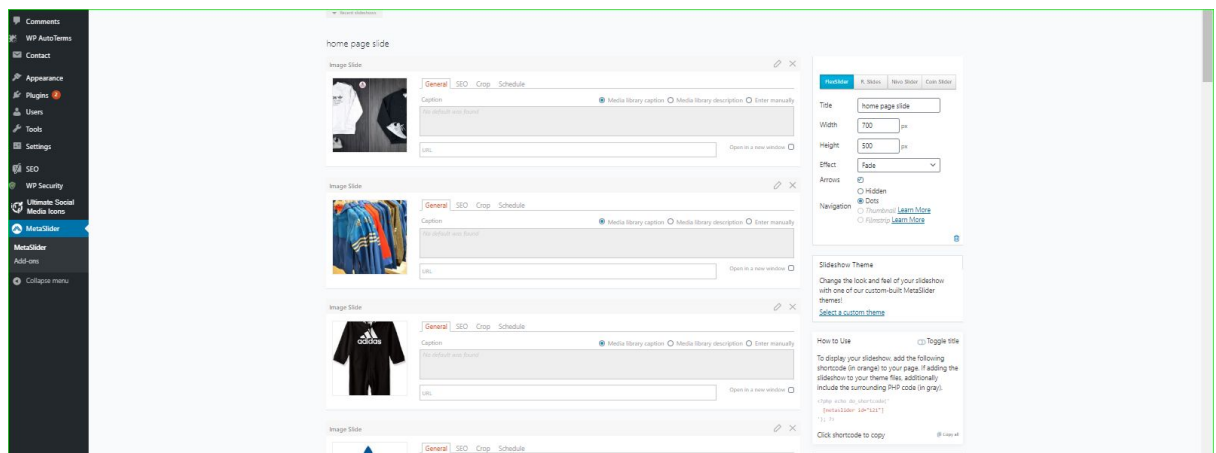 Comments
WP AutoTerms
Contact
Appearance
Plugins 2
Users
Tools
Settings
SEO
WP Security
Ultimate Social
Media Icons
MetaSlider
MetaSlider
Add-ons
Collapse menu
Recent slideshows
home page slide
Image Slide
General SEO Crop Schedule
Caption Media library caption Media library description Enter manually
No default was found
URL Open in a new window
Image Slide
General SEO Crop Schedule
Caption Media library caption Media library description Enter manually
No default was found
URL Open in a new window
Image Slide
adidas
General SEO Crop Schedule
Caption Media library caption Media library description Enter manually
No default was found
URL Open in a new window
Image Slide
General SEO Crop Schedule
FlexSlider R. Slides Nivo Slider Coin Slider
Title home page slide
Width 700 px
Height 500 px
Effect Fade
Arrows
Navigation
Hidden
Dots
Thumbnail Learn More
Filmstrip Learn More
Slideshow Theme
Change the look and feel of your slideshow
with one of our custom-built MetaSlider
themes!
Select a custom theme
How to Use Toggle title
To display your slideshow, add the following
shortcode (in orange) to your page. If adding the
slideshow to your theme files, additionally
include the surrounding PHP code (in gray).
<?php echo do_shortcode('
[metaslider id="121"]
'); ?>
Click shortcode to copy Copy all